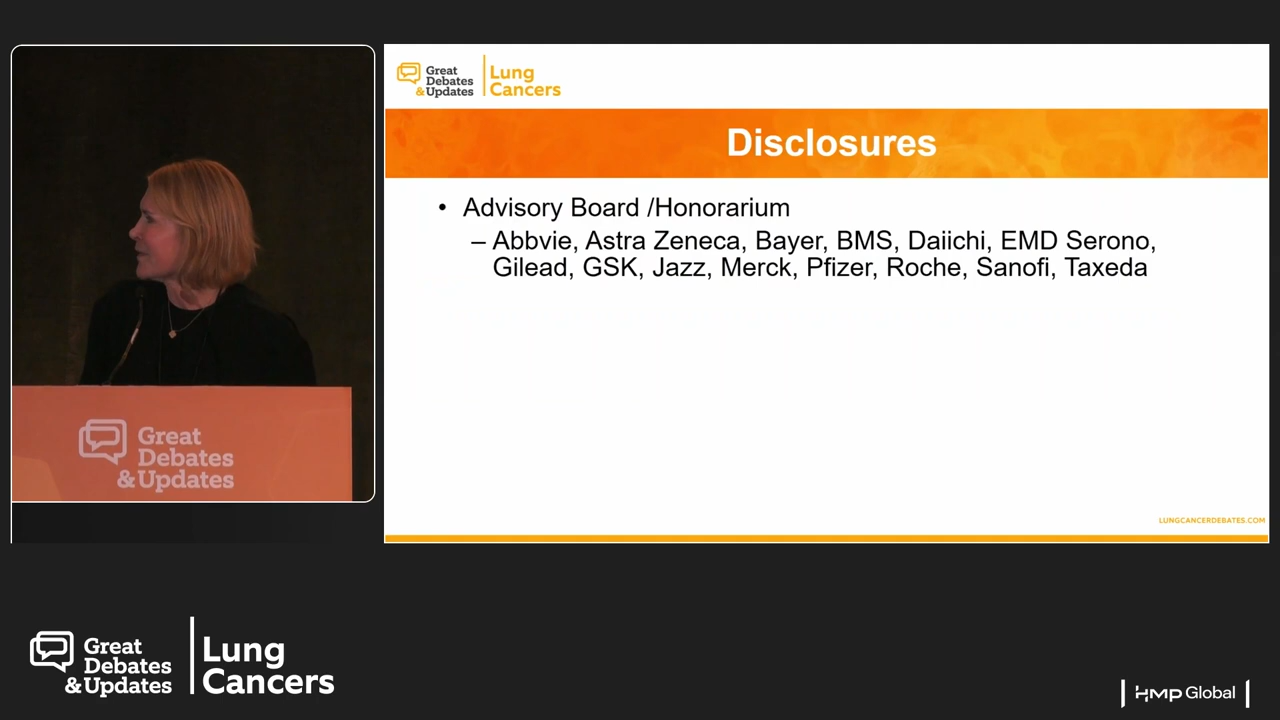 Great
Debates
&Updates
Lung
Cancers
Disclosures
• Advisory Board /Honorarium
– Abbvie, Astra Zeneca, Bayer, BMS, Daiichi, EMD Serono,
Gilead, GSK, Jazz, Merck, Pfizer, Roche, Sanofi, Taxeda
LUNGCANCERDEBATES.COM
Great
Debates
&Updates
Great
Debates
&Updates
Lung
Cancers
HMP Global